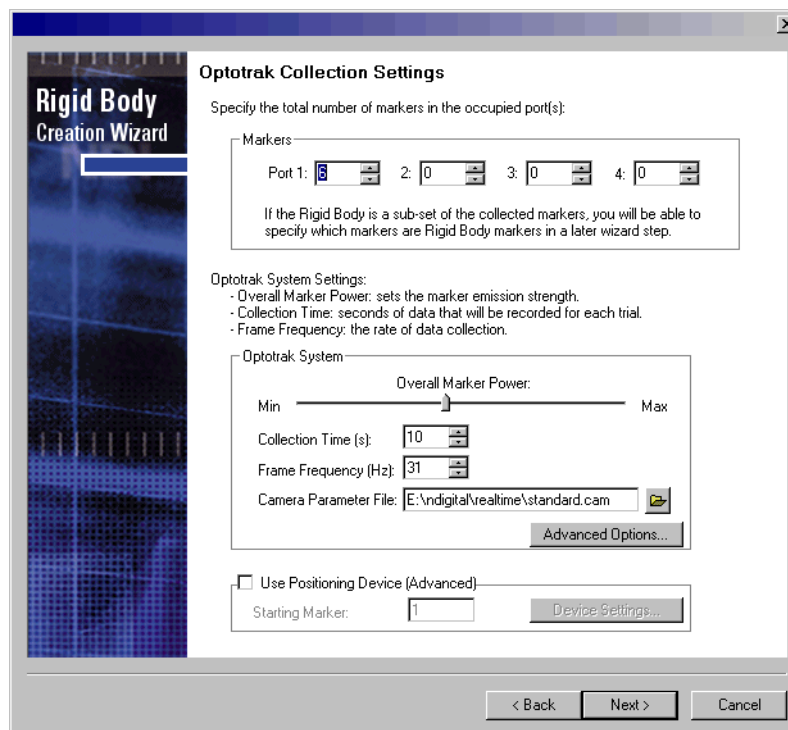 Optotrak Collection Settings
Rigid Body
Creation Wizard
Specify the total number of markers in the occupied port(s):
Markers
Port 1: 6 2: 0 3: 0 4: 0
If the Rigid Body is a sub-set of the collected markers, you will be able to
specify which markers are Rigid Body markers in a later wizard step.
Optotrak System Settings:
- Overall Marker Power: sets the marker emission strength.
- Collection Time: seconds of data that will be recorded for each trial.
- Frame Frequency: the rate of data collection.
Optotrak System
Overall Marker Power:
Min Max
Collection Time (s): 10
Frame Frequency (Hz): 31
Camera Parameter File: E:\ndigital\realtime\standard.cam
Advanced Options...
Use Positioning Device (Advanced)
Starting Marker: 1 Device Settings...
< Back Next > Cancel